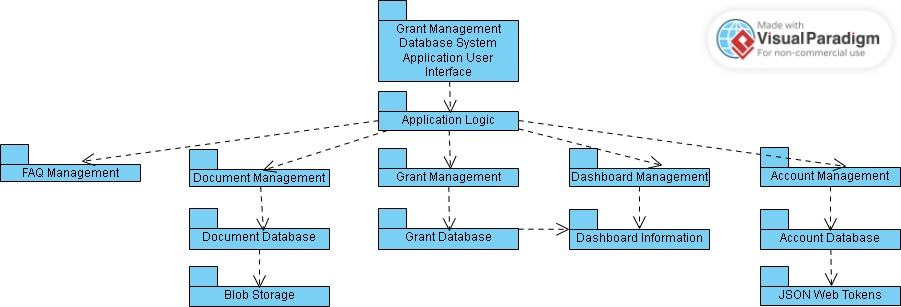 Grant Management
Database System
Application User
Interface
Made with
Visual Paradigm
For non-commercial use
Application Logic
FAQ Management
Document Management
Grant Management
Dashboard Management
Account Management
Document Database
Grant Database
Dashboard Information
Account Database
Blob Storage
JSON Web Tokens